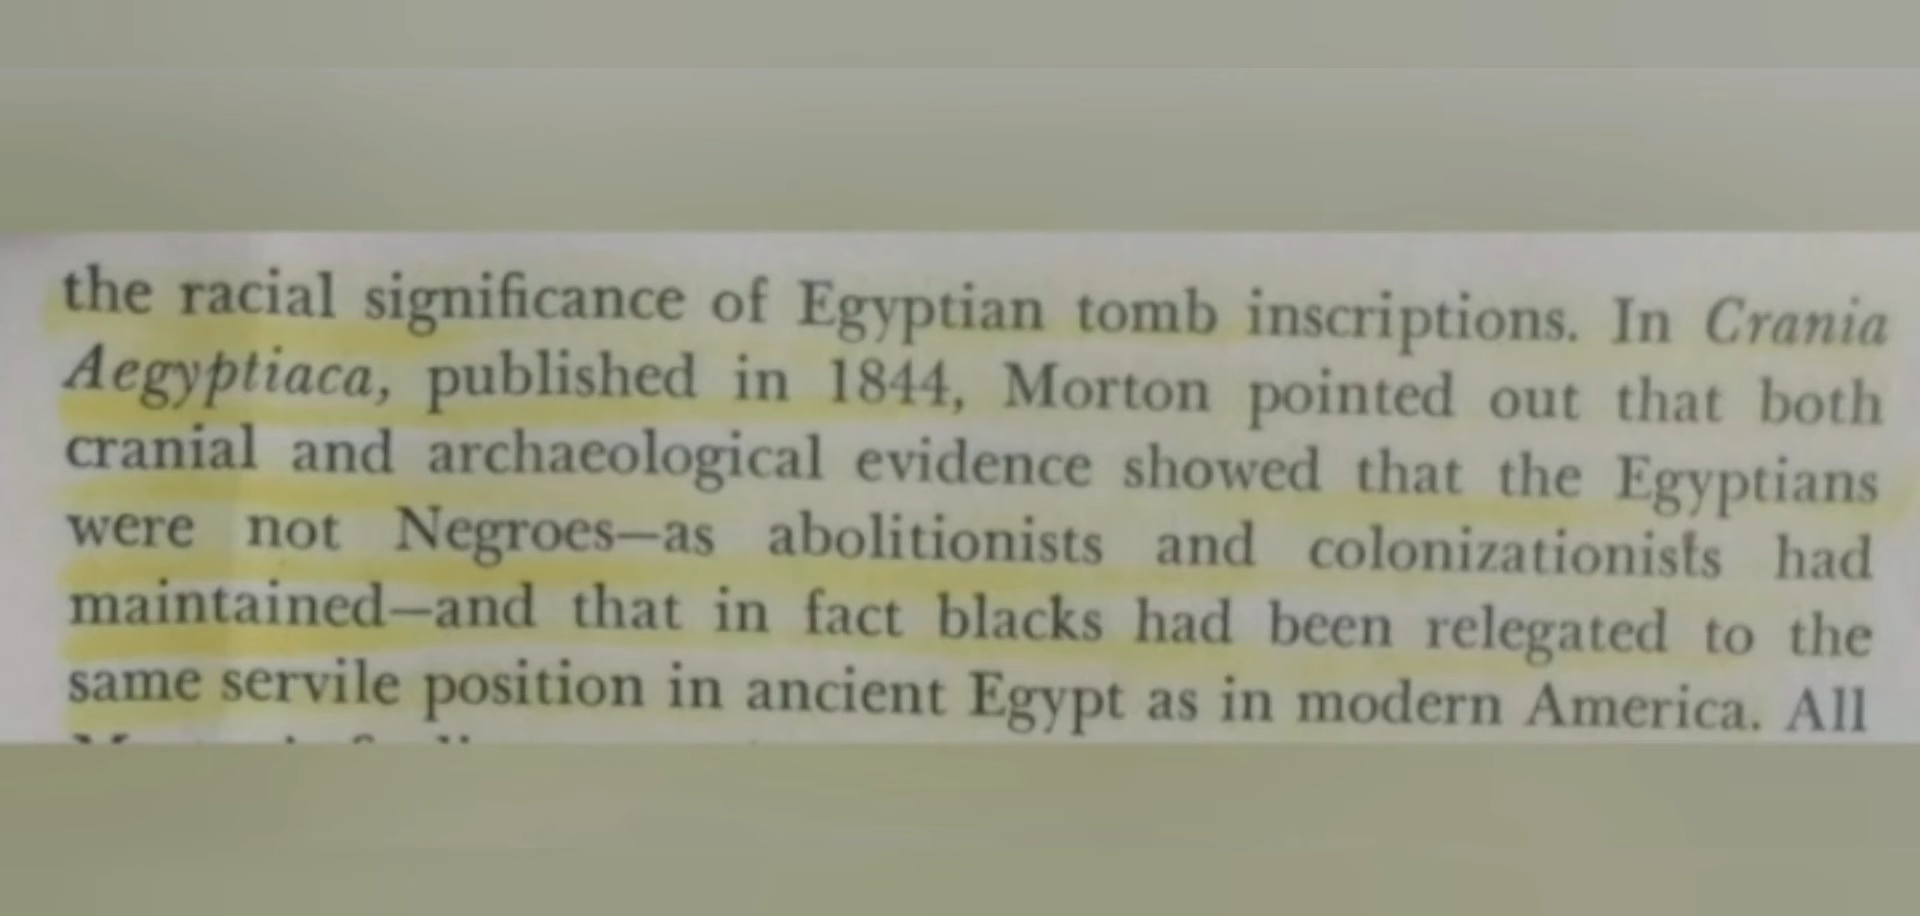 the racial significance of Egyptian tomb inscriptions. In Crania
Aegyptiaca, published in 1844, Morton pointed out that both
cranial and archaeological evidence showed that the Egyptians
were not Negroes—as abolitionists and colonizationists had
maintained—and that in fact blacks had been relegated to the
same servile position in ancient Egypt as in modern America. All